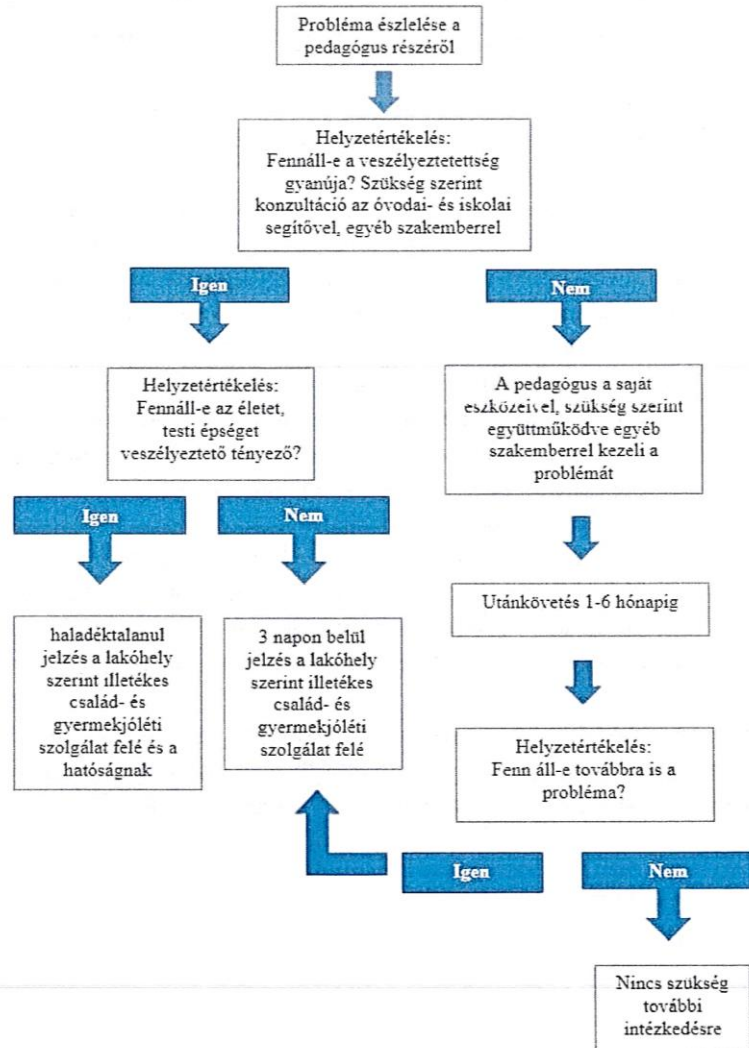 Probléma észlelése a
pedagógus részéről
Helyzetértékelés:
Fennáll-e a veszélyeztetettség
gyanúja? Szükség szerint
konzultáció az óvodai- és iskolai
segítővel, egyéb szakemberrel
Igen
Nem
Helyzetértékelés:
Fennáll-e az életet,
testi épséget
veszélyeztető tényező?
A pedagógus a saját
eszközeivel, szükség szerint
együttműködve egyéb
szakemberrel kezeli a
problémát
Igen
Nem
haladéktalanul
jelzés a lakóhely
szerint illetékes
család- és
gyermekjóléti
szolgálat felé és a
hatóságnak
3 napon belül
jelzés a lakóhely
szerint illetékes
család- és
gyermekjóléti
szolgálat felé
Utánkövetés 1-6 hónapig
Helyzetértékelés:
Fenn áll-e továbbra is a
probléma?
Igen
Nem
Nincs szükség
további
intézkedésre